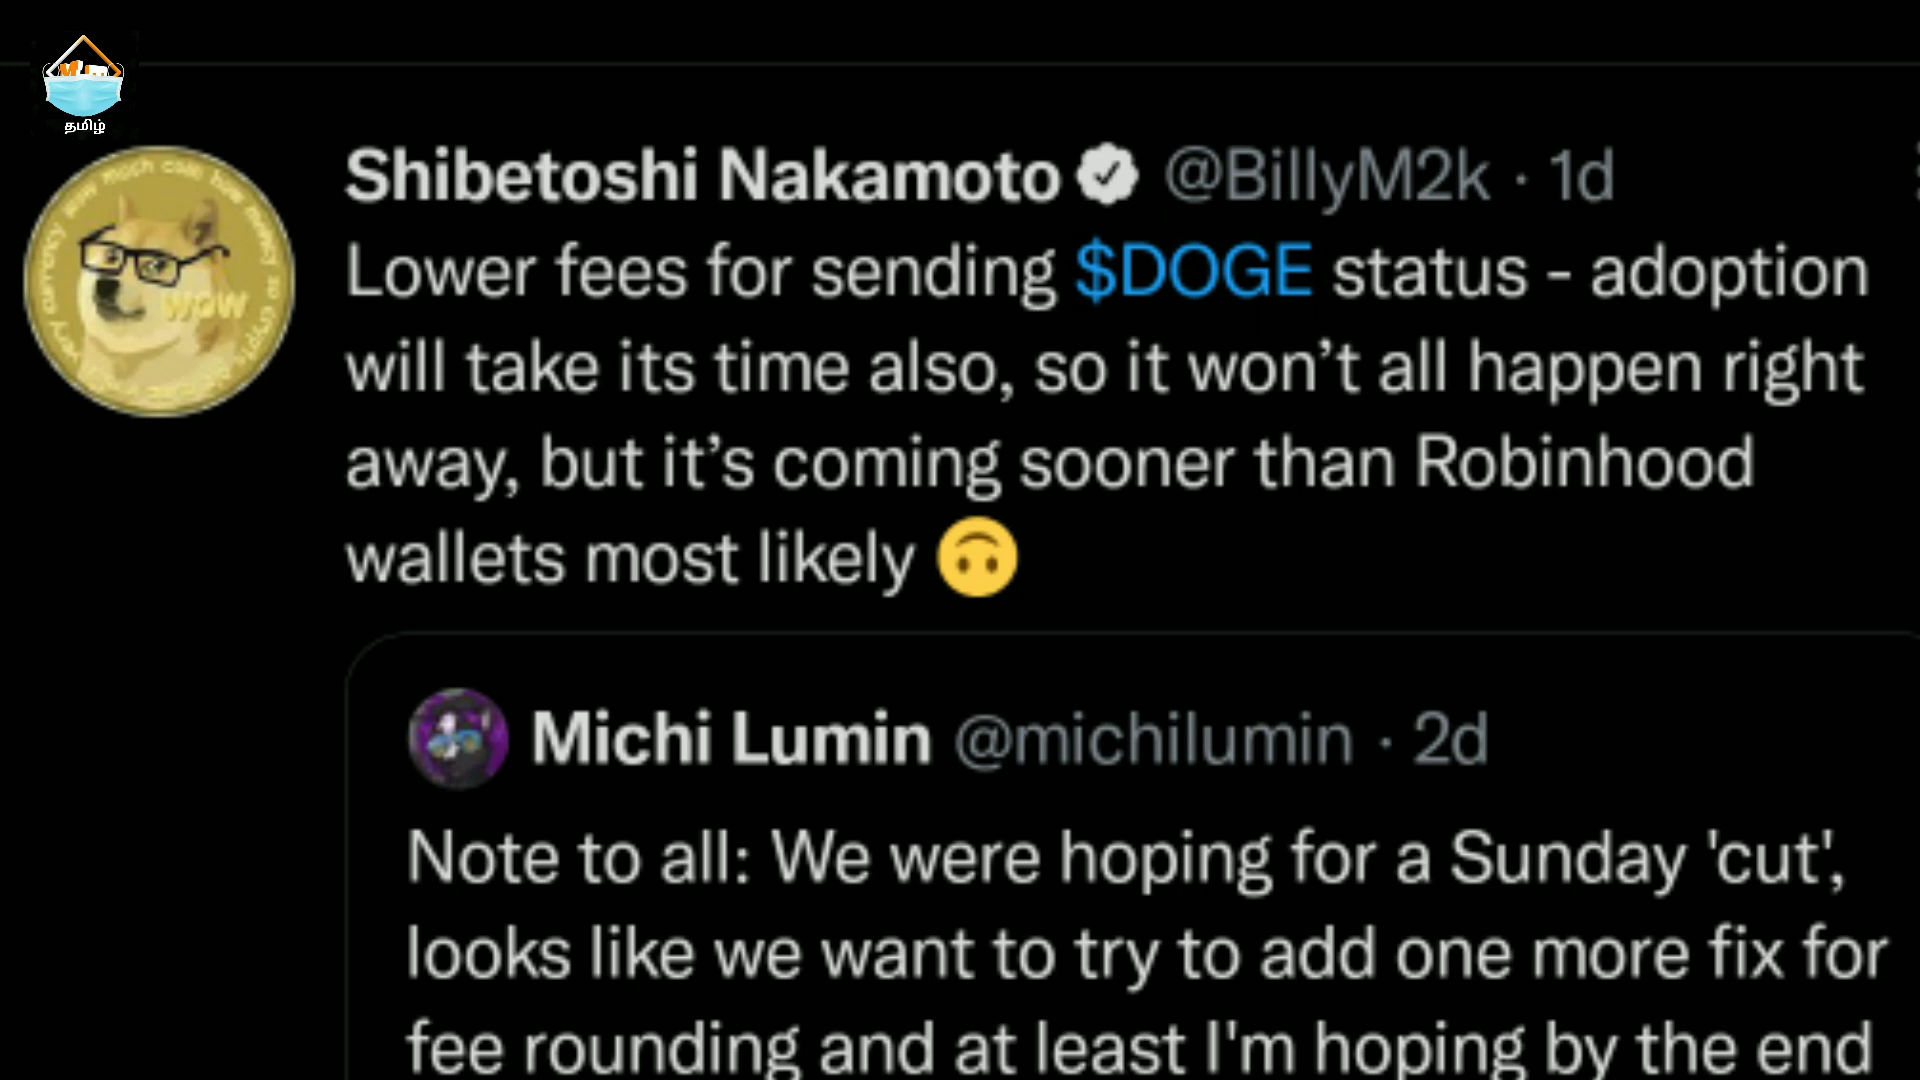 தமிழ்
Shibetoshi Nakamoto @BillyM2k · 1d
Lower fees for sending $DOGE status - adoption
will take its time also, so it won’t all happen right
away, but it’s coming sooner than Robinhood
wallets most likely 🙃
wow
Michi Lumin @michilumin · 2d
Note to all: We were hoping for a Sunday 'cut',
looks like we want to try to add one more fix for
fee rounding and at least I'm hoping by the end